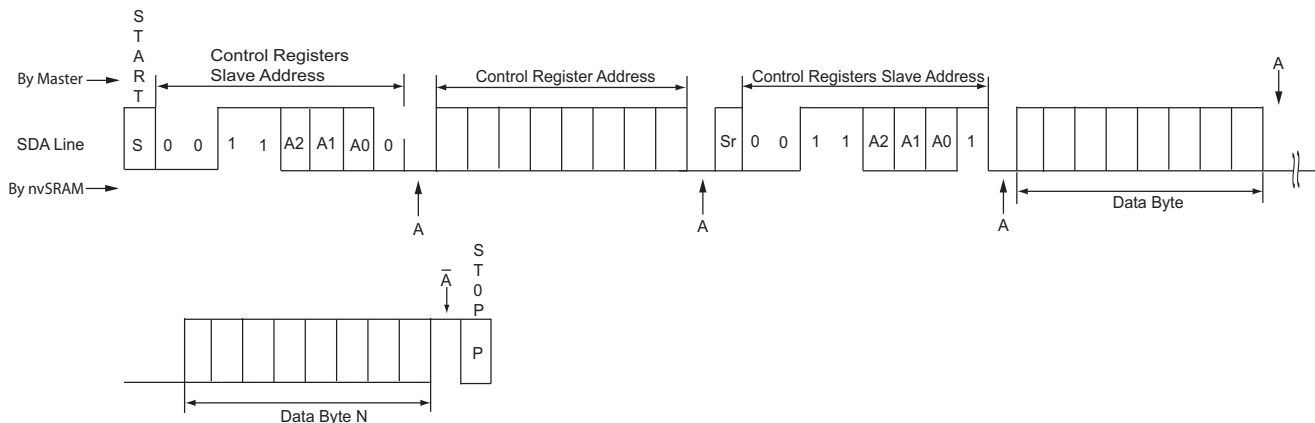 START
Control Registers
Slave Address
By Master
Control Register Address
Control Registers Slave Address
A
SDA Line
S 0 0 1 1 A2 A1 A0 0
Sr 0 0 1 1 A2 A1 A0 1
By nvSRAM
A
A
A
Data Byte
ST0P
Ā
P
Data Byte N